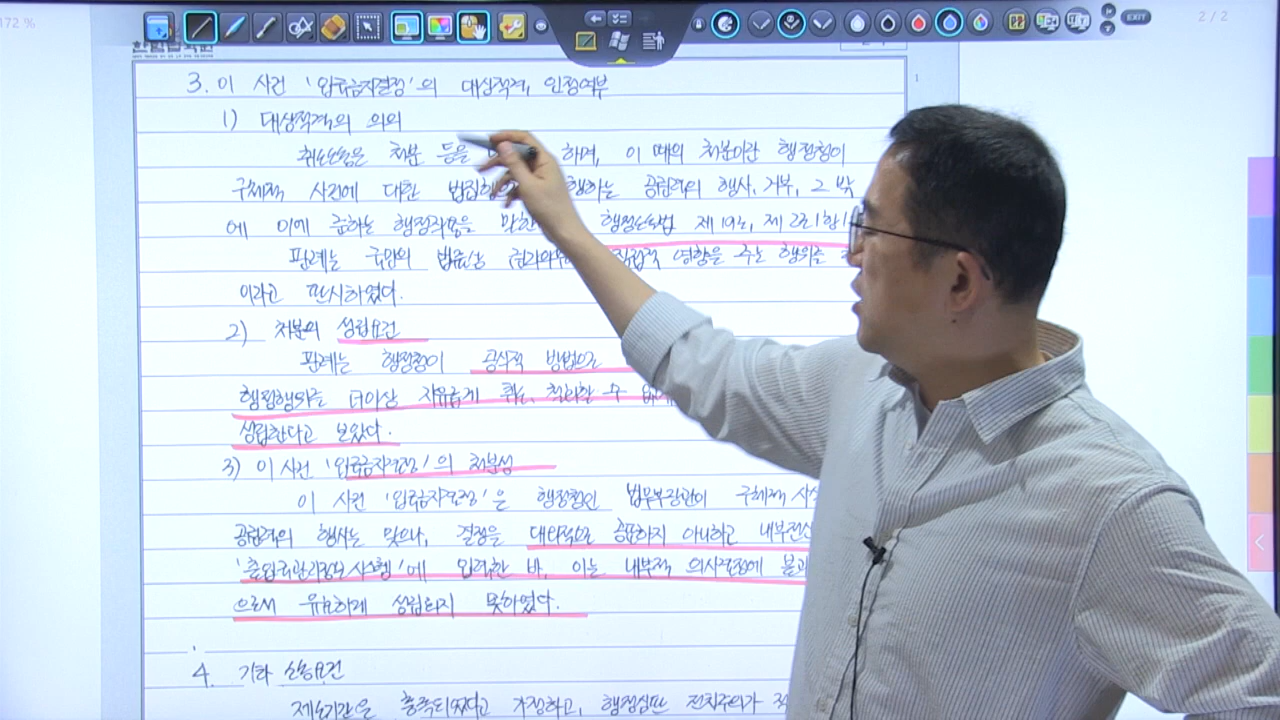 172 %
EXIT
2 / 2
1
3. 이 사건 '입국금지결정'의 대상적격 인정여부
1) 대상적격의 의의
취소소송은 처분 등을 하며, 이 때의 처분이란 행정청이
구체적 사건에 대한 법집행으 행하는 공권력의 행사, 거부, 그 밖
에 이에 준하는 행정작용을 말한 행정소송법 제19조, 제2조1항1
판례는 국민의 법률상 권리의무 직접적 영향을 주는 행위를
이라고 판시하였다.
2) 처분의 성립요건
판례는 행정청이 공식적 방법으로
행정행위를 더이상 자유롭게 취소, 철회할 수 없게
성립한다고 보았다.
3) 이 사건 '입국금지결정'의 처분성
이 사건 '입국금지결정'은 행정청인 법무부장관이 구체적 사실
공권력의 행사는 맞으나, 결정을 대외적으로 공표하지 아니하고 내부전산
'출입국관리정보시스템'에 입력한 바, 이는 내부적 의사결정에 불과
으로서 유효하게 성립되지 못하였다.
4. 기타 소송요건
제소기간을 충족되었다고 가정하고, 행정심판 전치주의가